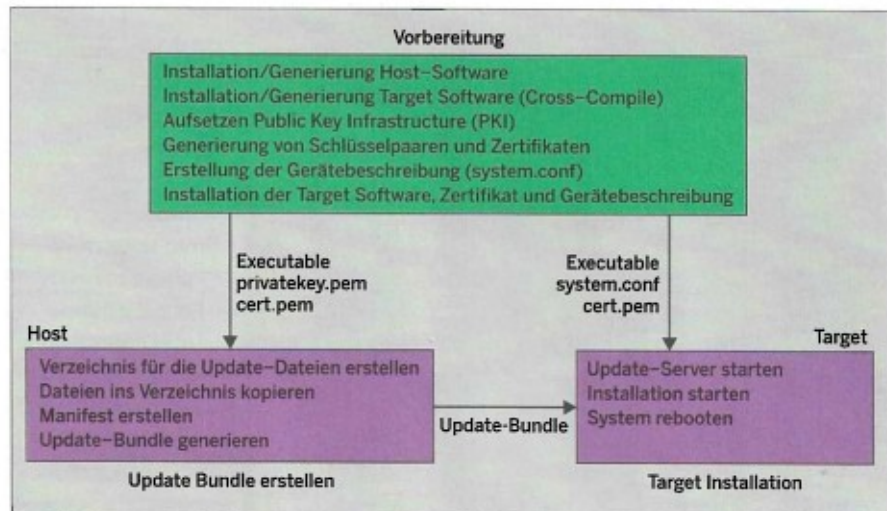 Vorbereitung
Installation/Generierung Host-Software
Installation/Generierung Target Software (Cross-Compile)
Aufsetzen Public Key Infrastructure (PKI)
Generierung von Schlüsselpaaren und Zertifikaten
Erstellung der Gerätebeschreibung (system.conf)
Installation der Target Software, Zertifikat und Gerätebeschreibung
Executable
privatekey.pem
cert.pem
Executable
system.conf
cert.pem
Host
Verzeichnis für die Update-Dateien erstellen
Dateien ins Verzeichnis kopieren
Manifest erstellen
Update-Bundle generieren
Update Bundle erstellen
Update-Bundle
Target
Update-Server starten
Installation starten
System rebooten
Target Installation